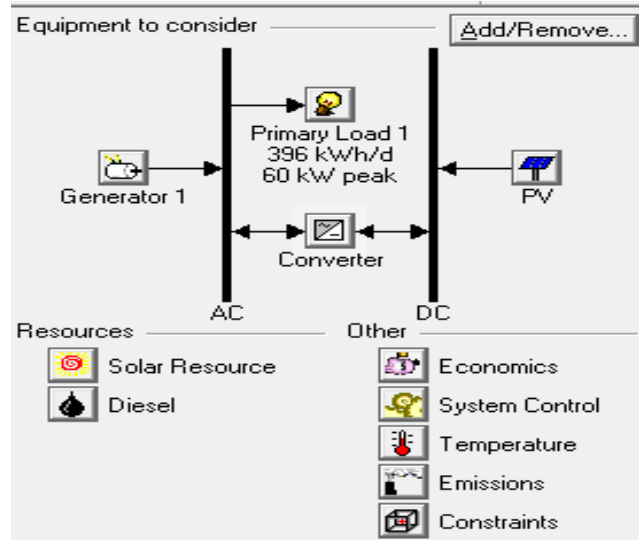 Equipment to consider
Add/Remove...
Primary Load 1
396 kWh/d
60 kW peak
Generator 1
PV
Converter
AC
DC
Resources
Other
Solar Resource
Economics
Diesel
System Control
Temperature
Emissions
Constraints